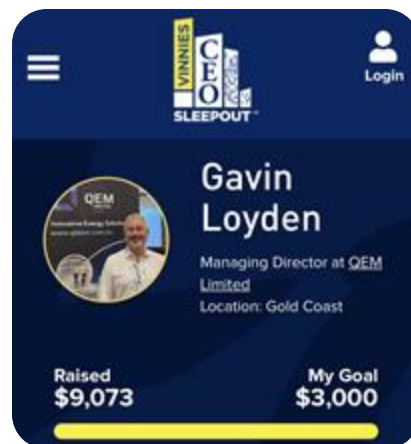 VINNIES
CEO
SLEEPOUT
Login
QEM
Gavin
Loyden
Managing Director at QEM
Limited
Location: Gold Coast
Raised
My Goal
$9,073
$3,000